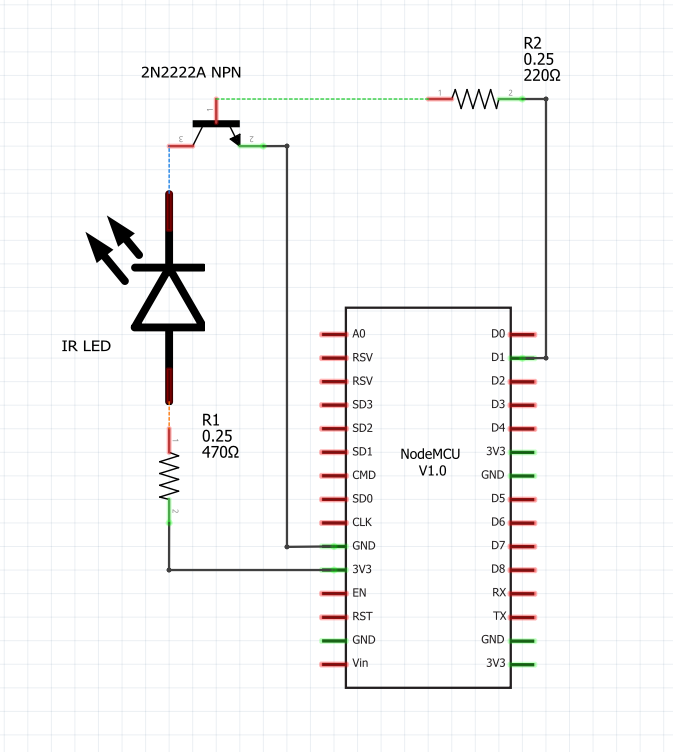 R2
0.25
220Ω
2N2222A NPN
1
1
2
3
2
IR LED
R1
0.25
470Ω
1
2
NodeMCU
V1.0
A0
D0
RSV
D1
RSV
D2
SD3
D3
SD2
D4
SD1
3V3
CMD
GND
SD0
D5
CLK
D6
GND
D7
3V3
D8
EN
RX
RST
TX
GND
GND
Vin
3V3